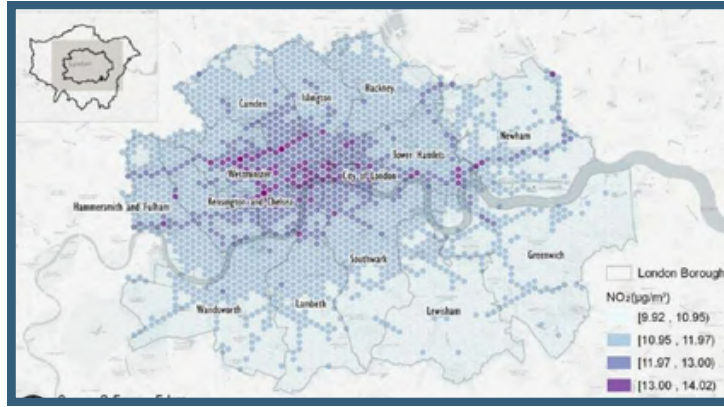 Camden
Islington
Hackney
Newham
Tower Hamlets
Westminster
City of London
Hammersmith and Fulham
Kensington and Chelsea
Southwark
Greenwich
Wandsworth
Lambeth
Lewisham
London Borough
NO₂(μg/m³)
[9.92 , 10.95)
[10.95 , 11.97)
[11.97 , 13.00)
[13.00 , 14.02)